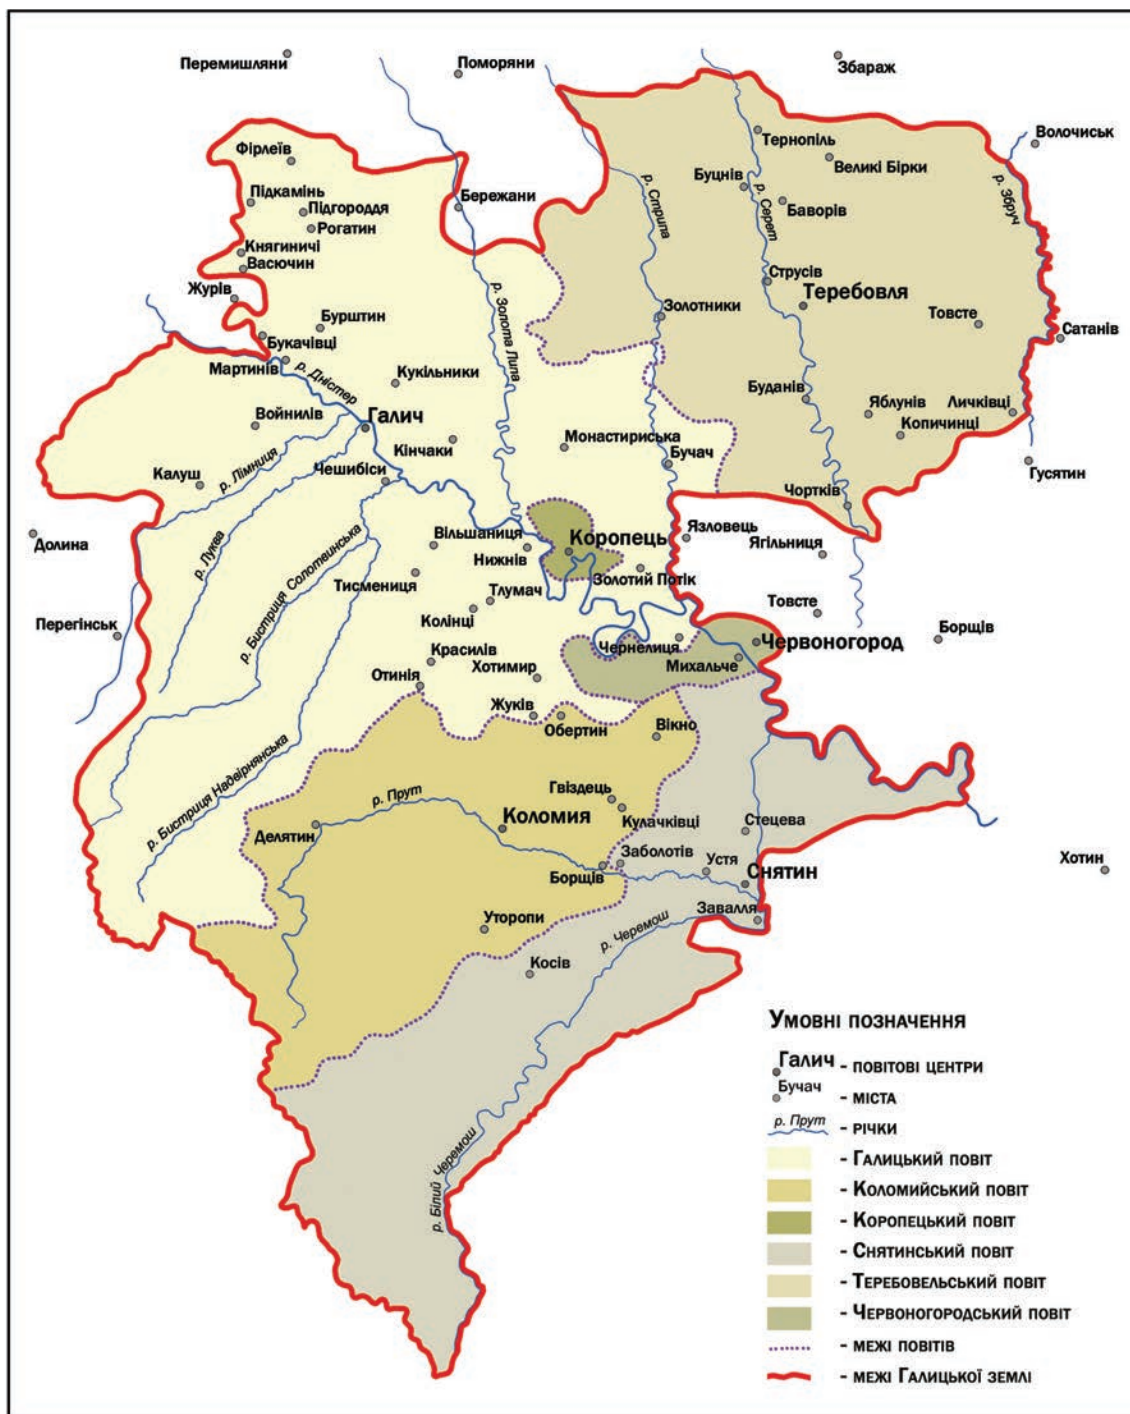 Перемишляни
Поморяни
Збараж
Волочиськ
Фірлеїв
Тернопіль
Великі Бірки
Буцнів
р. Стрипа
р. Серет
р. Збруч
Підкамінь
Підгороддя
Рогатин
Бережани
Баворів
Княгиничі
Васючин
Журів
Струсів
Теребовля
Золотники
Товсте
Сатанів
Бурштин
Букачівці
р. Золота Липа
Мартинів
р. Дністер
Кукільники
Буданів
Яблунів
Личківці
Копичинці
Войнилів
Галич
Кінчаки
Монастириська
Бучач
Гусятин
Калуш
р. Лімниця
Чешибіси
Чортків
Долина
р. Луква
р. Бистриця Солотвинська
Вільшаниця
Нижнів
Коропець
Язловець
Ягільниця
Тисмениця
Золотий Потік
Тлумач
Колінці
Товсте
Перегінськ
Чернелиця
Червоногород
Борщів
Красилів
Хотимир
Михальче
Отинія
Жуків
Обертин
Вікно
р. Бистриця Надвірнянська
р. Прут
Гвіздець
Коломия
Кулачківці
Делятин
Стецева
Заболотів
Устя
Борщів
Снятин
Хотин
Завалля
Уторопи
р. Черемош
Косів
р. Білий Черемош
Умовні позначення
Галич - повітові центри
Бучач - міста
р. Прут - річки
- Галицький повіт
- Коломийський повіт
- Коропецький повіт
- Снятинський повіт
- Теребовельський повіт
- Червоногородський повіт
- межі повітів
- межі Галицької землі